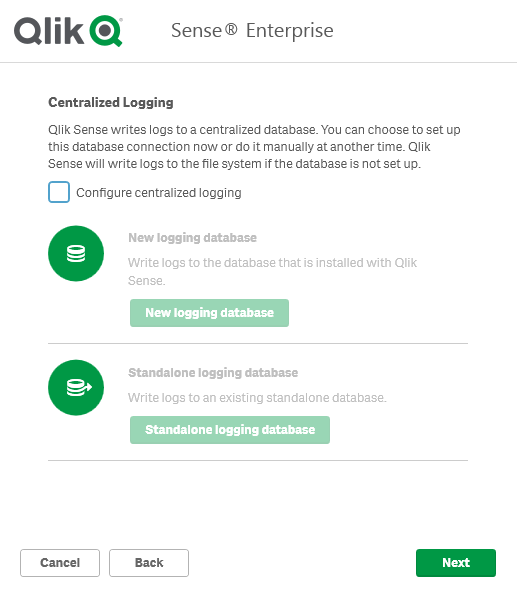 Qlik Sense® Enterprise
Centralized Logging
Qlik Sense writes logs to a centralized database. You can choose to set up
this database connection now or do it manually at another time. Qlik
Sense will write logs to the file system if the database is not set up.
Configure centralized logging
New logging database
Write logs to the database that is installed with Qlik
Sense.
New logging database
Standalone logging database
Write logs to an existing standalone database.
Standalone logging database
Cancel Back Next